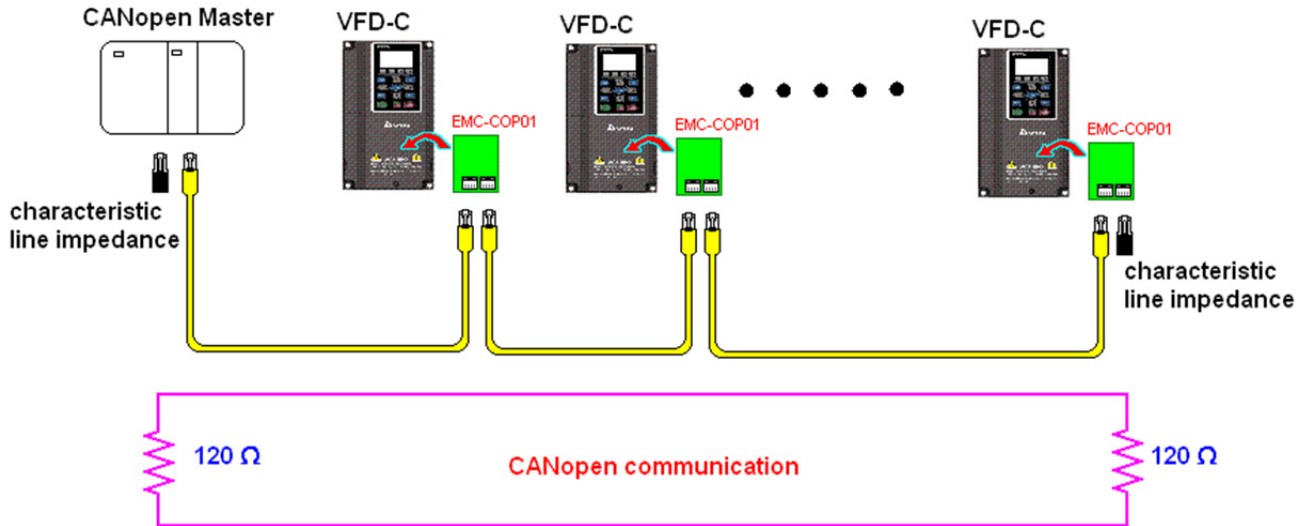 CANopen Master
VFD-C
VFD-C
VFD-C
EMC-COP01
EMC-COP01
EMC-COP01
characteristic
line impedance
characteristic
line impedance
120 Ω
CANopen communication
120 Ω